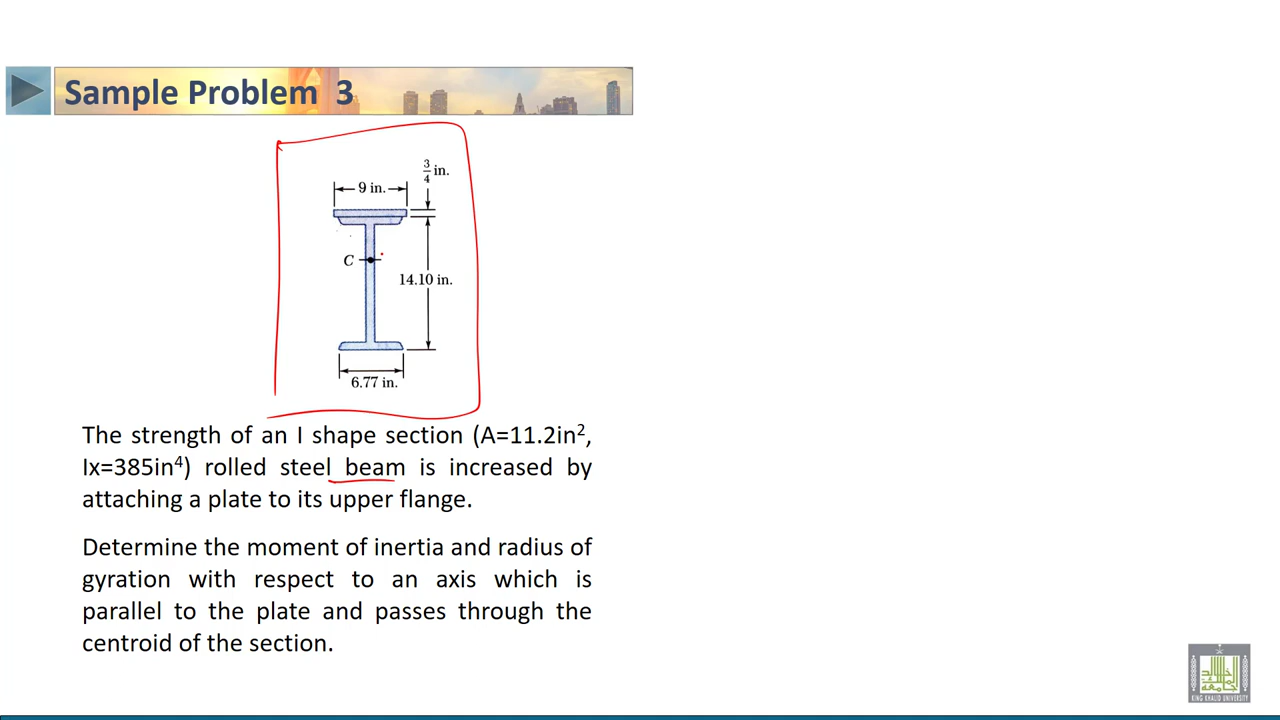 Sample Problem 3
3/4 in.
9 in.
C
14.10 in.
6.77 in.
The strength of an I shape section (A=11.2in², Ix=385in⁴) rolled steel beam is increased by attaching a plate to its upper flange.
Determine the moment of inertia and radius of gyration with respect to an axis which is parallel to the plate and passes through the centroid of the section.
KING KHALID UNIVERSITY